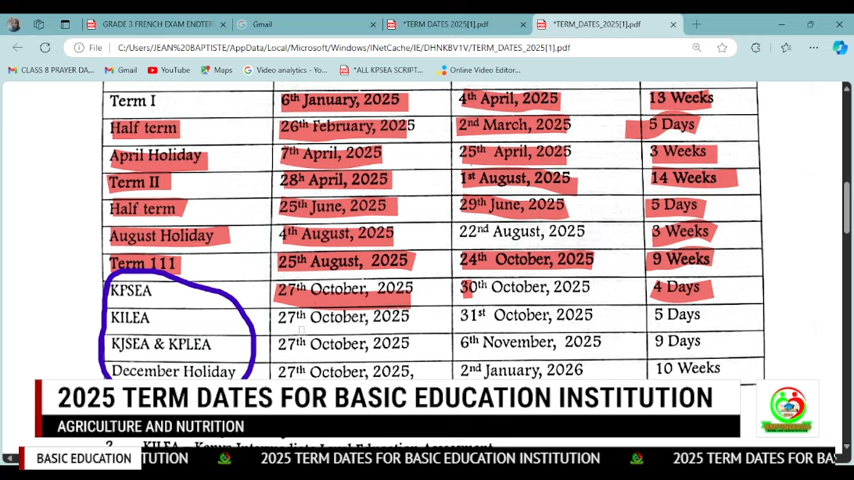 GRADE 3 FRENCH EXAM ENDTER
Gmail
*TERM DATES 2025[1].pdf
*TERM_DATES_2025[1].pdf
File
C:/Users/JEAN%20BAPTISTE/AppData/Local/Microsoft/Windows/INetCache/IE/DHNKBV1V/TERM_DATES_2025[1].pdf
CLASS 8 PRAYER DA...
Gmail
YouTube
Maps
Video analytics - Yo...
*ALL KPSEA SCRIPT...
Online Video Editor...
Term I 6th January, 2025 4th April, 2025 13 Weeks
Half term 26th February, 2025 2nd March, 2025 5 Days
April Holiday 7th April, 2025 25th April, 2025 3 Weeks
Term II 28h April, 2025 1st August, 2025 14 Weeks
Half term 25th June, 2025 29th June, 2025 5 Days
August Holiday 4th August, 2025 22nd August, 2025 3 Weeks
Term 111 25th August, 2025 24th October, 2025 9 Weeks
KPSEA 27th October, 2025 30th October, 2025 4 Days
KILEA 27th October, 2025 31st October, 2025 5 Days
KJSEA & KPLEA 27th October, 2025 6th November, 2025 9 Days
December Holiday 27th October, 2025, 2nd January, 2026 10 Weeks
2025 TERM DATES FOR BASIC EDUCATION INSTITUTION
AGRICULTURE AND NUTRITION
BASIC EDUCATION
TUTION 2025 TERM DATES FOR BASIC EDUCATION INSTITUTION 2025 TERM DATES FOR BA